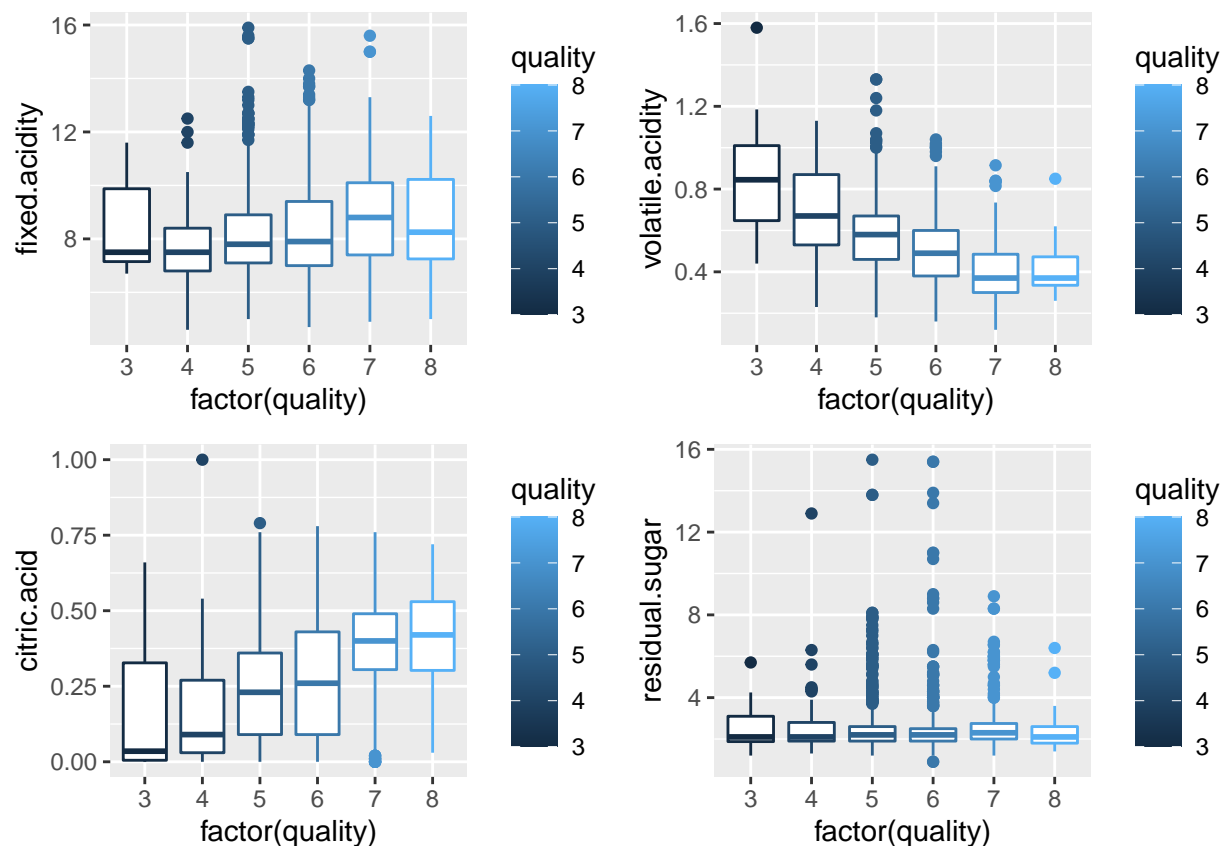 16
12
8
fixed.acidity
3 4 5 6 7 8
factor(quality)
quality
8
7
6
5
4
3
1.6
1.2
0.8
0.4
volatile.acidity
3 4 5 6 7 8
factor(quality)
quality
8
7
6
5
4
3
1.00
0.75
0.50
0.25
0.00
citric.acid
3 4 5 6 7 8
factor(quality)
quality
8
7
6
5
4
3
16
12
8
4
residual.sugar
3 4 5 6 7 8
factor(quality)
quality
8
7
6
5
4
3